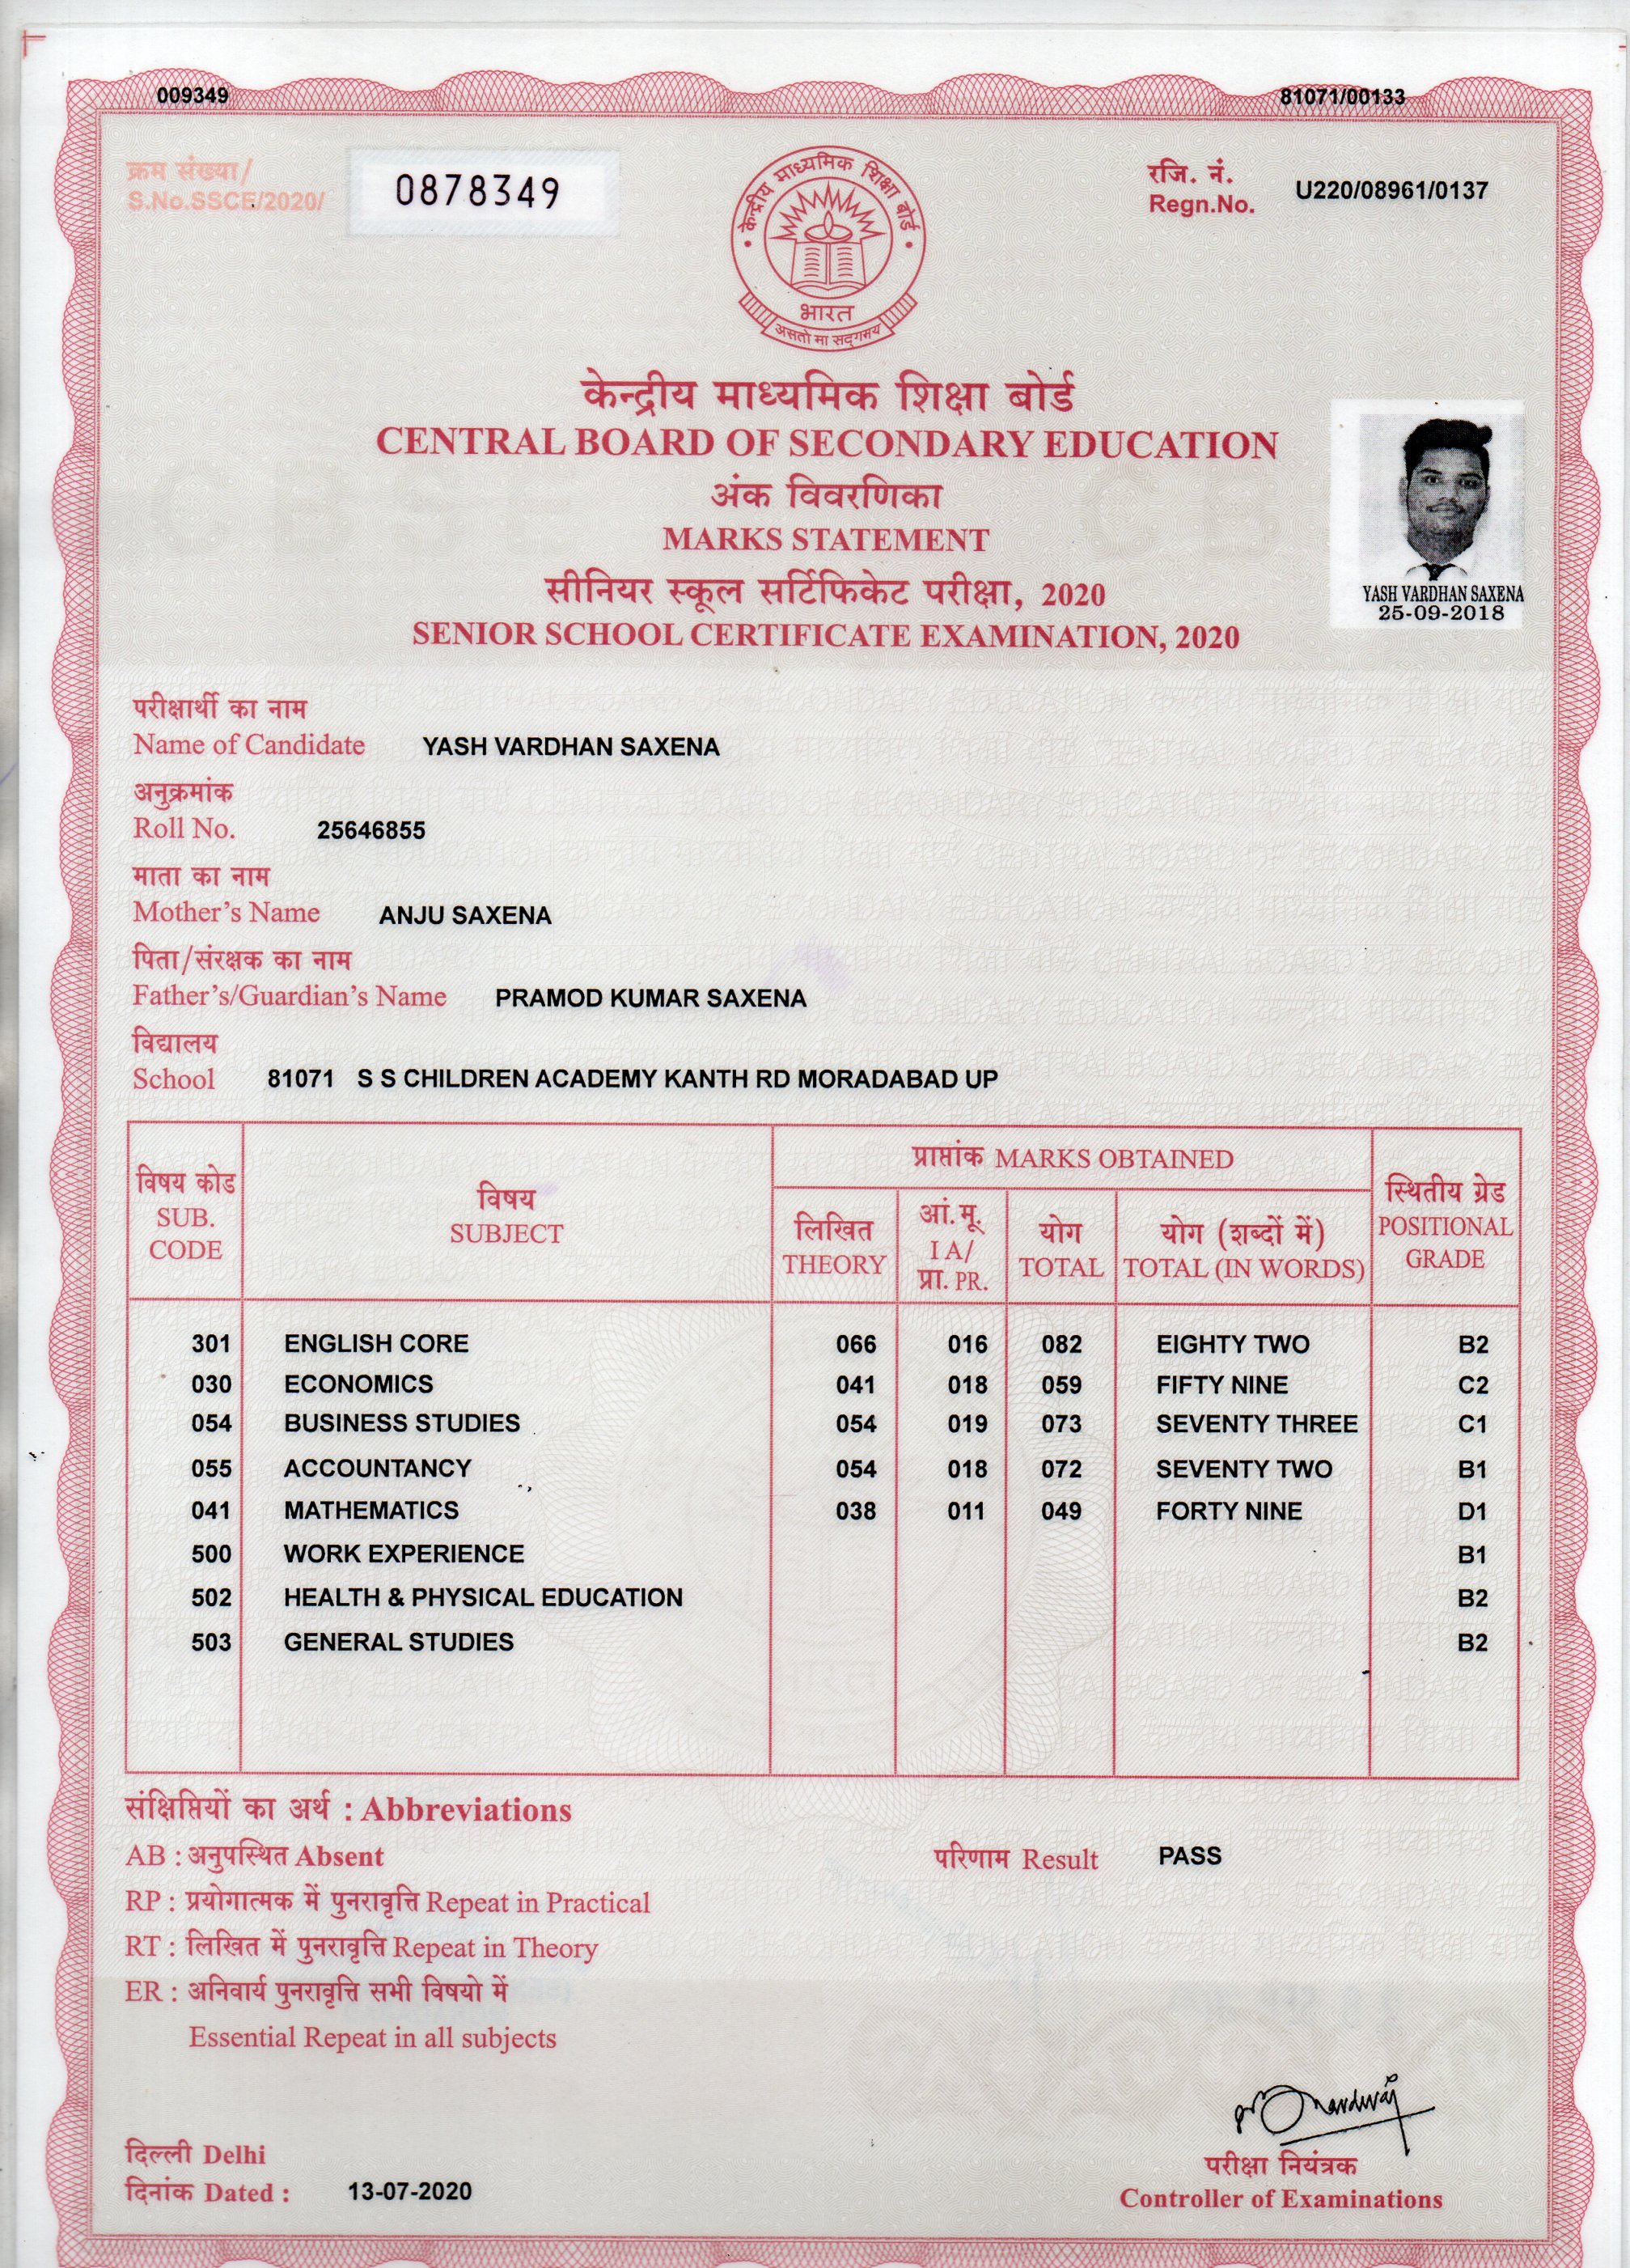 009349
81071/00133
क्रम संख्या/
S.No.SSCE/2020/
0878349
केन्द्रीय माध्यमिक शिक्षा बोर्ड
भारत
असतो मा सद्गमय
रजि. नं.
Regn.No.
U220/08961/0137
केन्द्रीय माध्यमिक शिक्षा बोर्ड
CENTRAL BOARD OF SECONDARY EDUCATION
अंक विवरणिका
MARKS STATEMENT
सीनियर स्कूल सर्टिफिकेट परीक्षा, 2020
SENIOR SCHOOL CERTIFICATE EXAMINATION, 2020
YASH VARDHAN SAXENA
25-09-2018
परीक्षार्थी का नाम
Name of Candidate YASH VARDHAN SAXENA
अनुक्रमांक
Roll No. 25646855
माता का नाम
Mother's Name ANJU SAXENA
पिता/संरक्षक का नाम
Father's/Guardian's Name PRAMOD KUMAR SAXENA
विद्यालय
School 81071 S S CHILDREN ACADEMY KANTH RD MORADABAD UP
विषय कोड
SUB.
CODE
विषय
SUBJECT
प्राप्तांक MARKS OBTAINED
लिखित
THEORY
आं.मू.
I A/
प्रा. PR.
योग
TOTAL
योग (शब्दों में)
TOTAL (IN WORDS)
स्थितीय ग्रेड
POSITIONAL
GRADE
301 ENGLISH CORE 066 016 082 EIGHTY TWO B2
030 ECONOMICS 041 018 059 FIFTY NINE C2
054 BUSINESS STUDIES 054 019 073 SEVENTY THREE C1
055 ACCOUNTANCY 054 018 072 SEVENTY TWO B1
041 MATHEMATICS 038 011 049 FORTY NINE D1
500 WORK EXPERIENCE B1
502 HEALTH & PHYSICAL EDUCATION B2
503 GENERAL STUDIES B2
संक्षिप्तियों का अर्थ : Abbreviations
AB : अनुपस्थित Absent
परिणाम Result PASS
RP : प्रयोगात्मक में पुनरावृत्ति Repeat in Practical
RT : लिखित में पुनरावृत्ति Repeat in Theory
ER : अनिवार्य पुनरावृत्ति सभी विषयो में
Essential Repeat in all subjects
दिल्ली Delhi
दिनांक Dated : 13-07-2020
परीक्षा नियंत्रक
Controller of Examinations